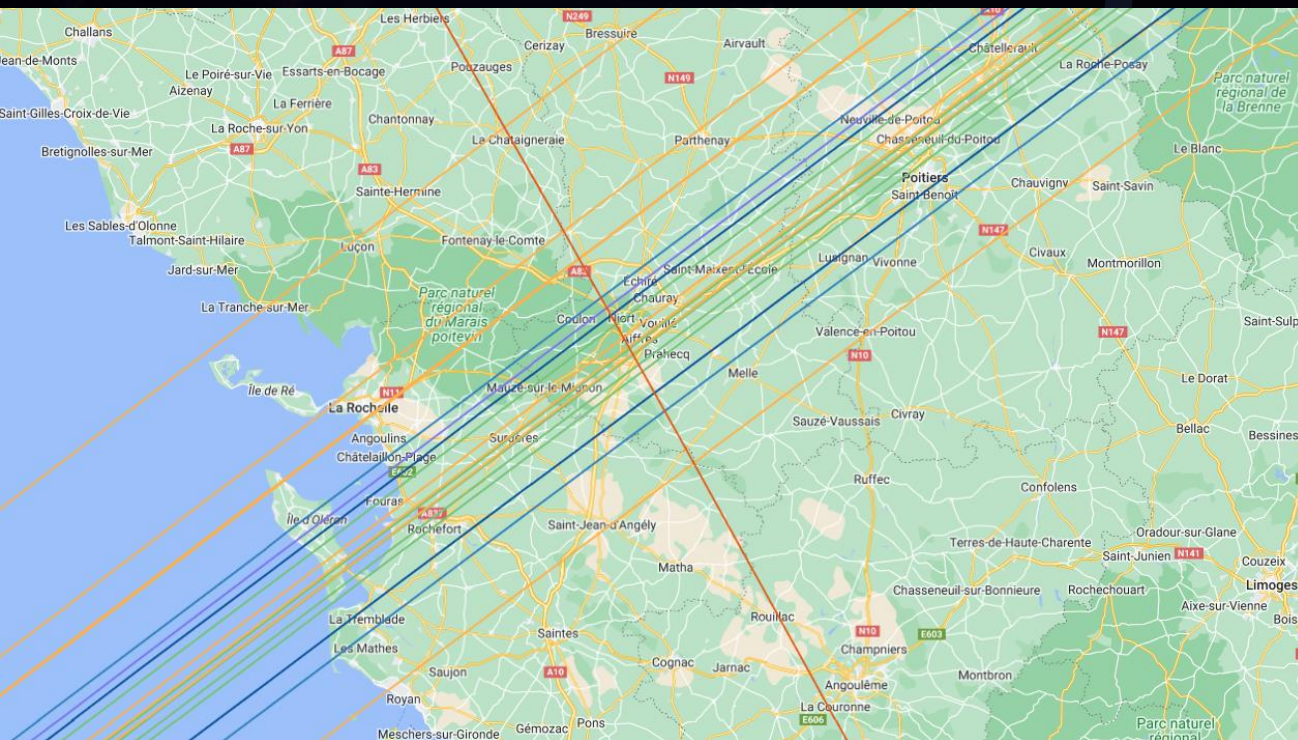 Les Herbiers
N249
A10
Challans
Bressuire
Cerizay
Airvault
Châtellerault
A87
Jean-de-Monts
Le Poiré-sur-Vie
Essarts-en-Bocage
Pouzauges
La Roche-Posay
N149
Aizenay
Parc naturel
régional de
la Brenne
La Ferrière
Saint-Gilles-Croix-de-Vie
Chantonnay
Neuville-de-Poitou
La Roche-sur-Yon
La Chataigneraie
Parthenay
Chasseneuil-du-Poitou
A87
Bretignolles-sur-Mer
Le Blanc
A83
Poitiers
Chauvigny
Saint-Savin
Sainte-Hermine
Saint-Benoît
Les Sables-d'Olonne
N147
Talmont-Saint-Hilaire
Luçon
Fontenay-le-Comte
Civaux
Lusignan
Vivonne
Montmorillon
Jard-sur-Mer
Saint-Maixent-l'École
Échiré
Parc naturel
régional
du Marais
poitevin
Chauray
La Tranche-sur-Mer
Coulon
Niort
Vouillé
Saint-Sulp
Aiffres
Valence-en-Poitou
N147
Prahecq
N10
Melle
Le Dorat
Île de Ré
Mauzé-sur-le-Mignon
N11
La Rochelle
Civray
Sauzé-Vaussais
Bellac
Angoulins
Surgères
Bessines
Châtelaillon-Plage
Ruffec
Confolens
Fouras
A837
Île d'Oléron
Rochefort
Saint-Jean-d'Angély
Oradour-sur-Glane
Terres-de-Haute-Charente
Saint-Junien
N141
Couzeix
Matha
Limoges
Chasseneuil-sur-Bonnieure
Rochechouart
Aixe-sur-Vienne
La Tremblade
Rouillac
Bois
Saintes
N10
E603
Les Mathes
Champniers
Cognac
Jarnac
Saujon
A10
Montbron
Angoulême
Royan
La Couronne
E606
Pons
Gémozac
Meschers-sur-Gironde
Parc naturel
régional